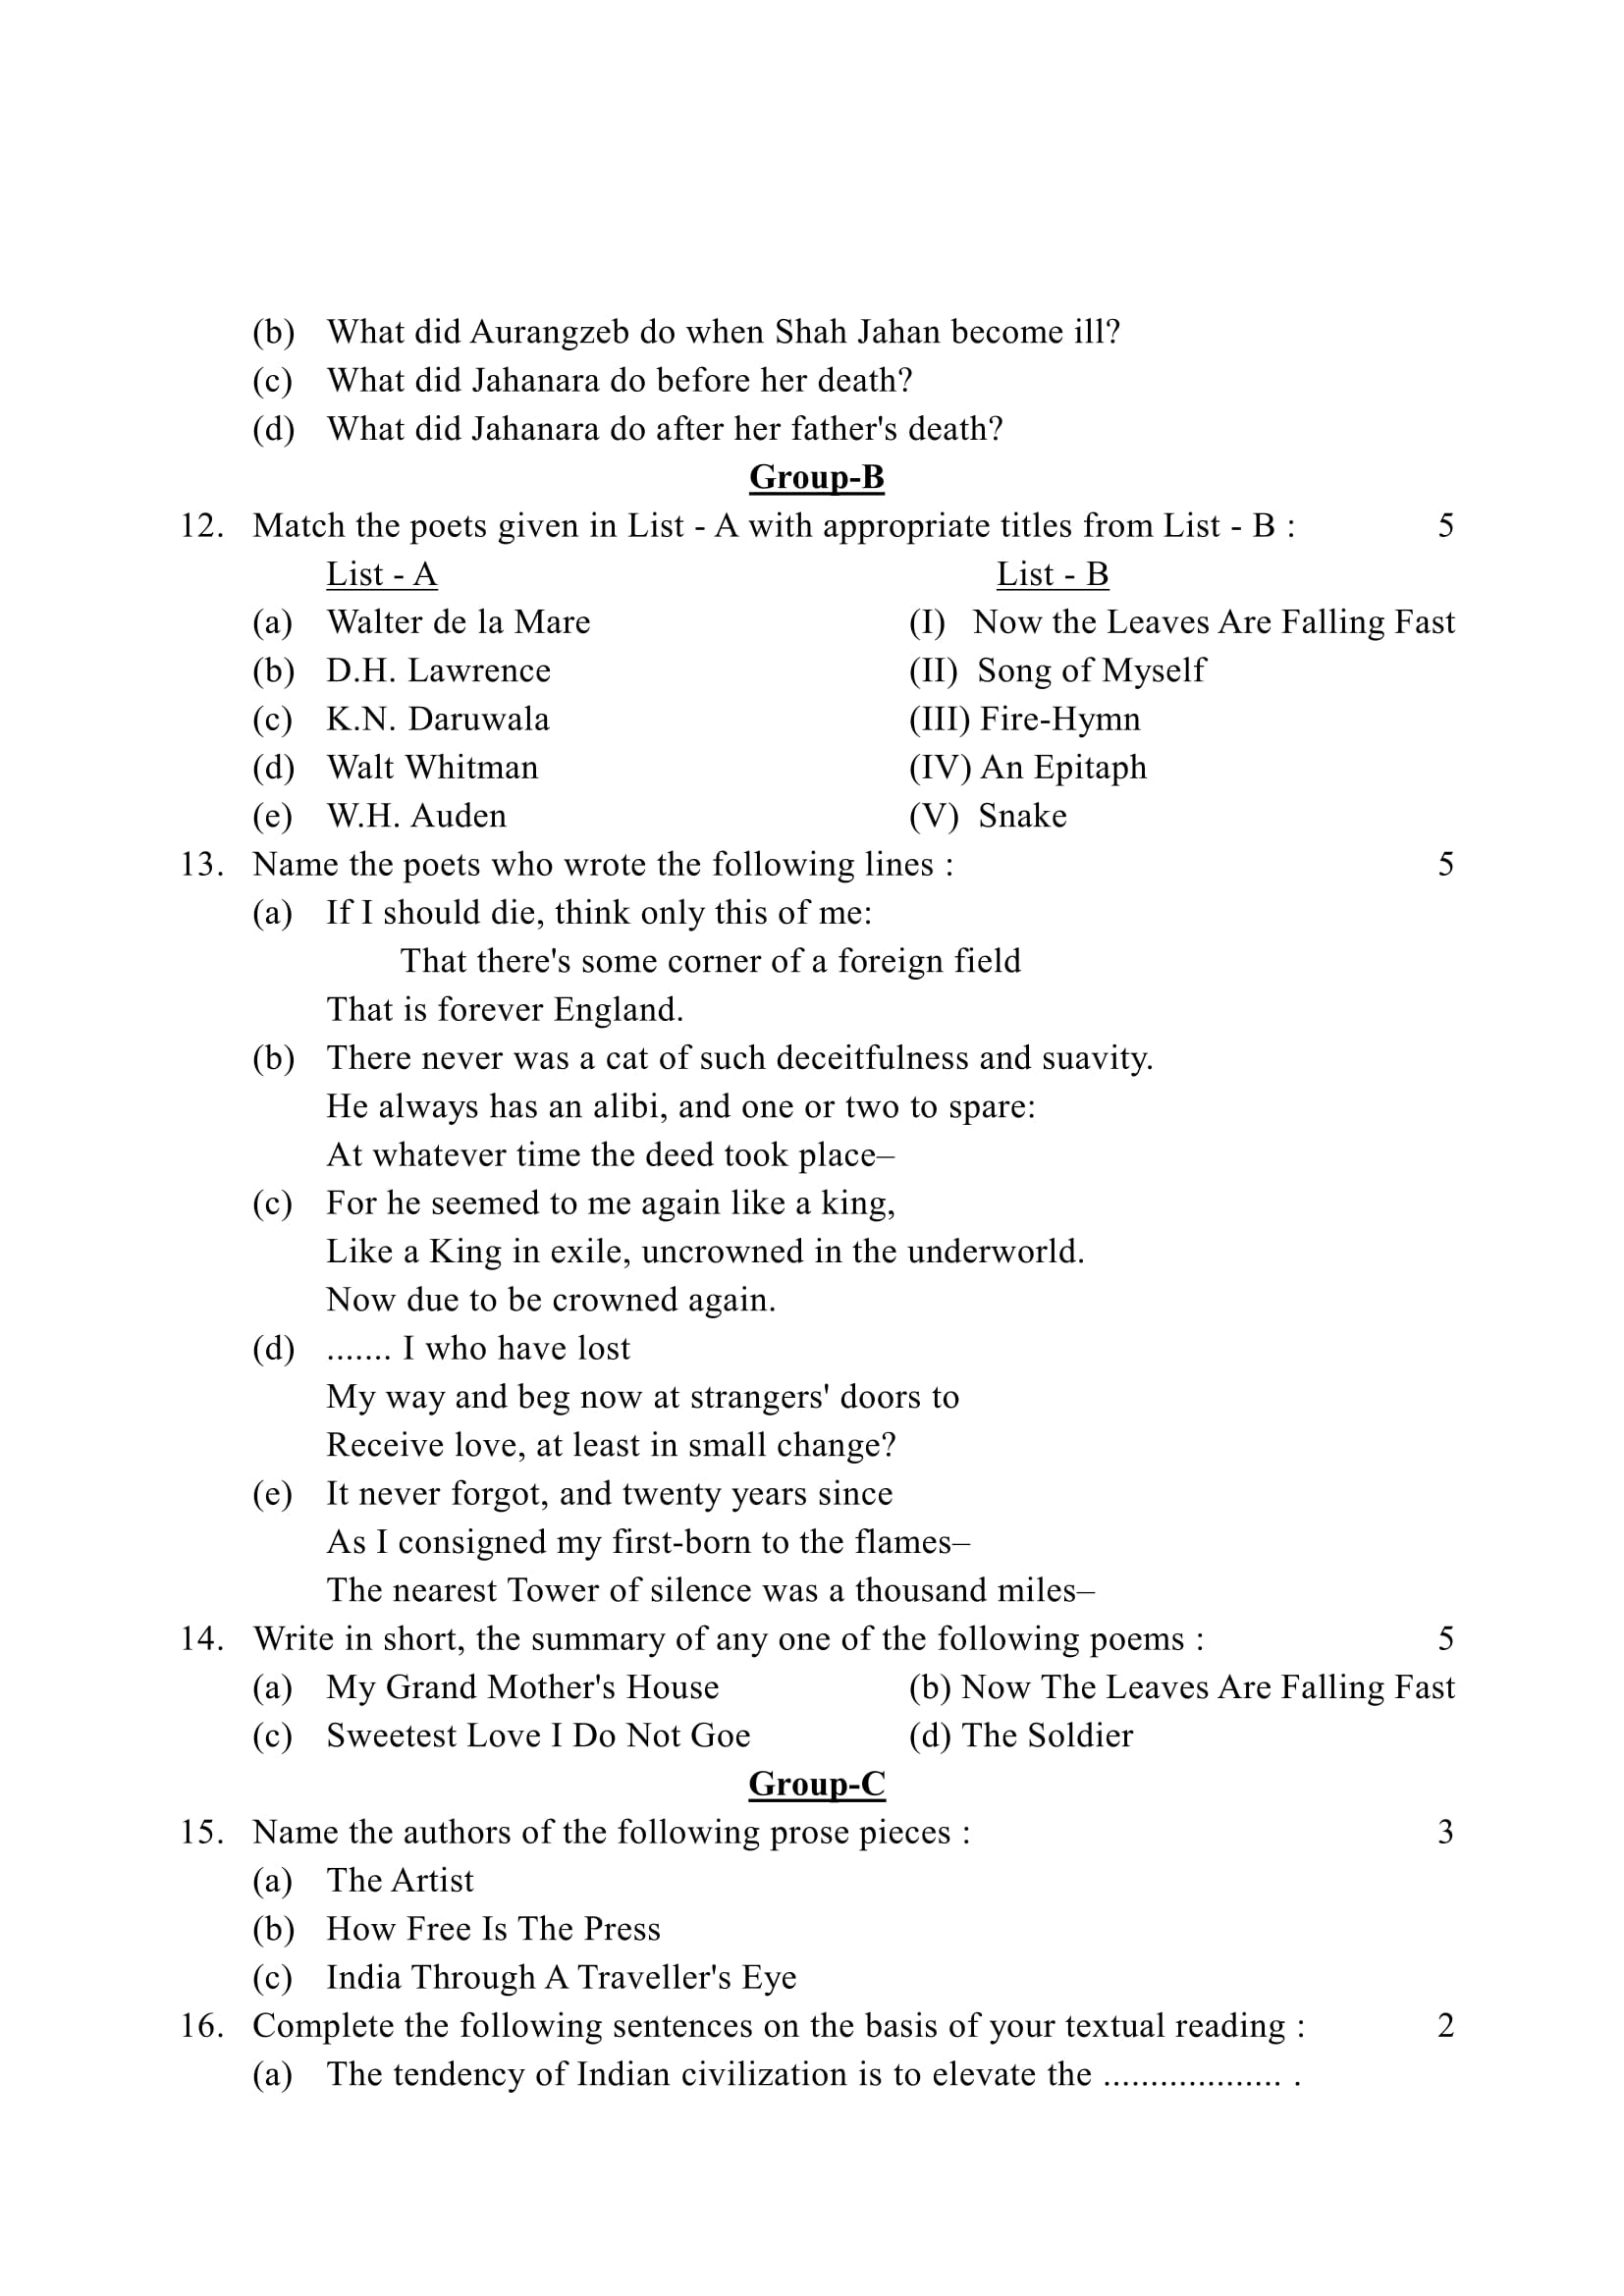 (b) What did Aurangzeb do when Shah Jahan become ill?
(c) What did Jahanara do before her death?
(d) What did Jahanara do after her father's death?
Group-B
12. Match the poets given in List - A with appropriate titles from List - B : 5
List - A List - B
(a) Walter de la Mare (I) Now the Leaves Are Falling Fast
(b) D.H. Lawrence (II) Song of Myself
(c) K.N. Daruwala (III) Fire-Hymn
(d) Walt Whitman (IV) An Epitaph
(e) W.H. Auden (V) Snake
13. Name the poets who wrote the following lines : 5
(a) If I should die, think only this of me:
That there's some corner of a foreign field
That is forever England.
(b) There never was a cat of such deceitfulness and suavity.
He always has an alibi, and one or two to spare:
At whatever time the deed took place–
(c) For he seemed to me again like a king,
Like a King in exile, uncrowned in the underworld.
Now due to be crowned again.
(d) ....... I who have lost
My way and beg now at strangers' doors to
Receive love, at least in small change?
(e) It never forgot, and twenty years since
As I consigned my first-born to the flames–
The nearest Tower of silence was a thousand miles–
14. Write in short, the summary of any one of the following poems : 5
(a) My Grand Mother's House (b) Now The Leaves Are Falling Fast
(c) Sweetest Love I Do Not Goe (d) The Soldier
Group-C
15. Name the authors of the following prose pieces : 3
(a) The Artist
(b) How Free Is The Press
(c) India Through A Traveller's Eye
16. Complete the following sentences on the basis of your textual reading : 2
(a) The tendency of Indian civilization is to elevate the ................... .